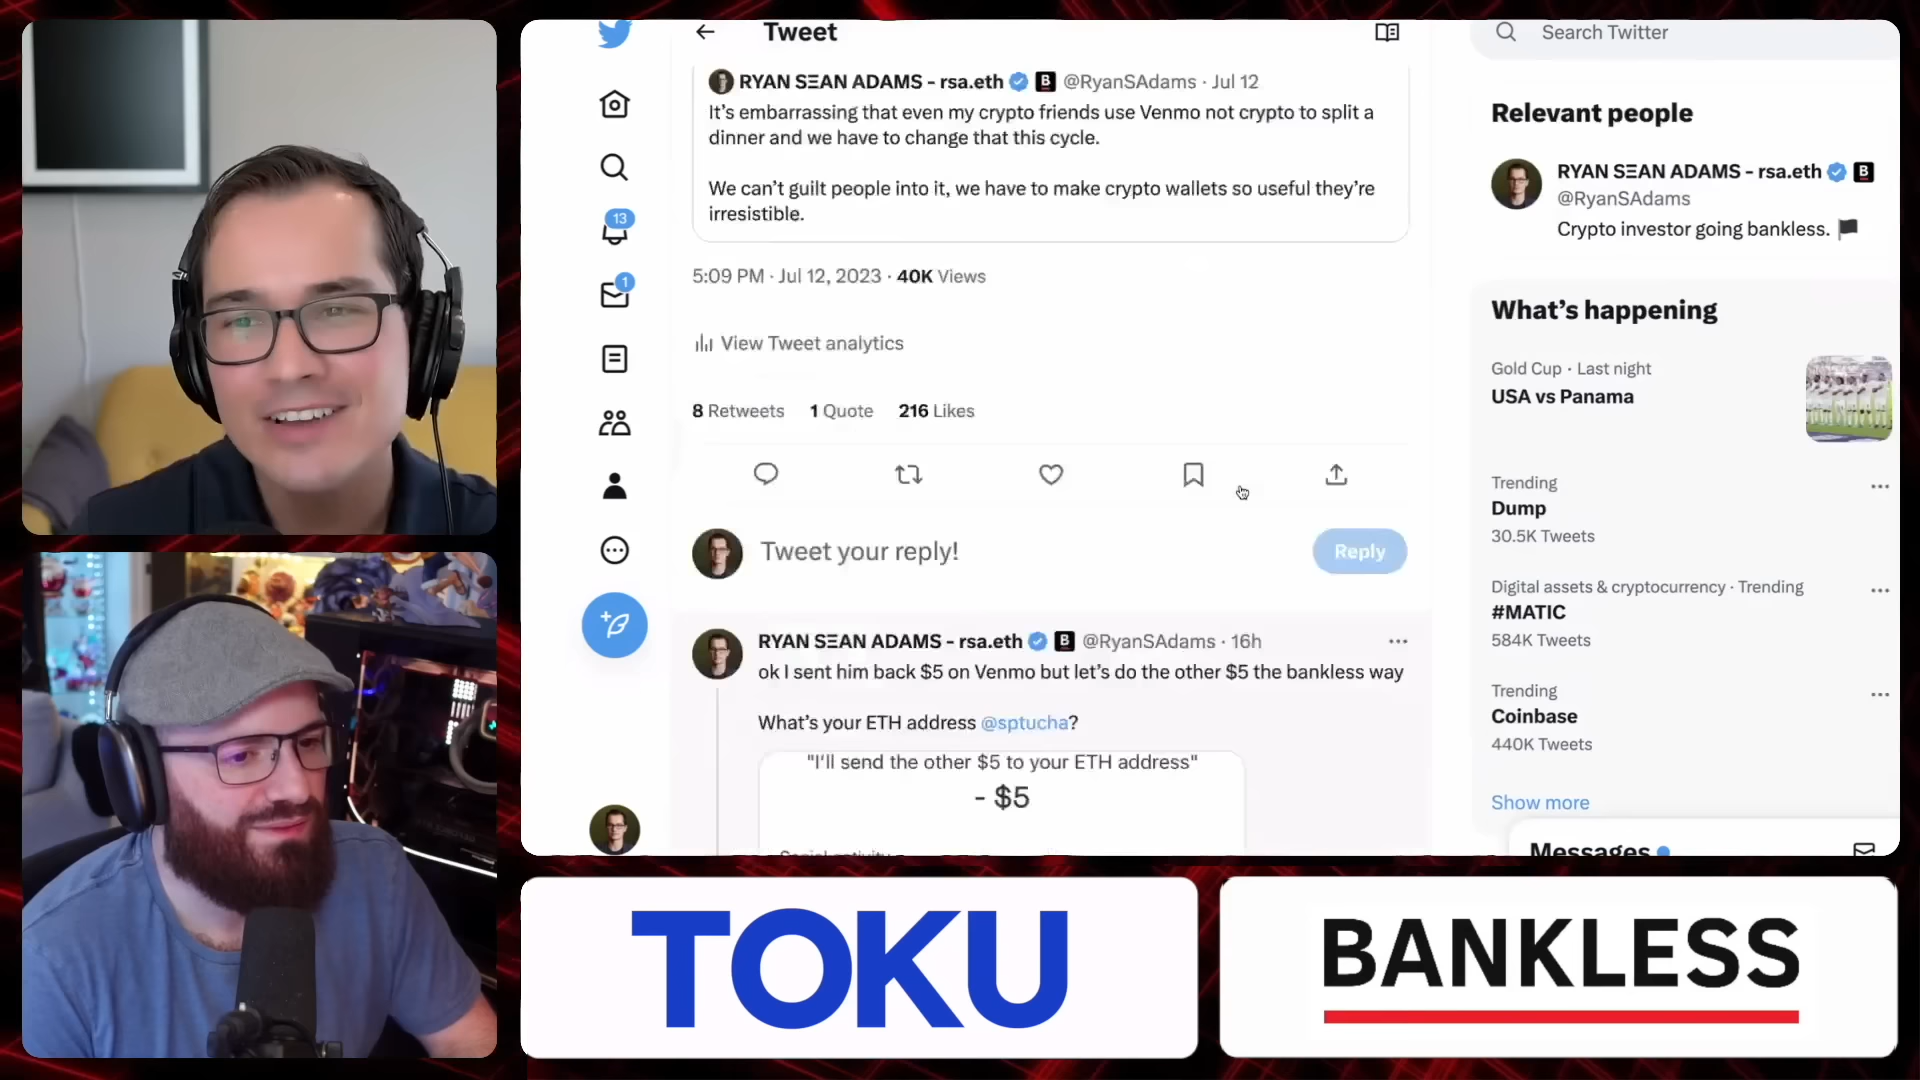 Tweet
RYAN SΞAN ADAMS - rsa.eth B @RyanSAdams · Jul 12
It's embarrassing that even my crypto friends use Venmo not crypto to split a
dinner and we have to change that this cycle.
We can't guilt people into it, we have to make crypto wallets so useful they're
irresistible.
5:09 PM · Jul 12, 2023 · 40K Views
View Tweet analytics
8 Retweets 1 Quote 216 Likes
Tweet your reply!
Reply
RYAN SΞAN ADAMS - rsa.eth B @RyanSAdams · 16h
ok I sent him back $5 on Venmo but let's do the other $5 the bankless way
What's your ETH address @sptucha?
"I'll send the other $5 to your ETH address"
- $5
Social activity
13
1
Search Twitter
Relevant people
RYAN SΞAN ADAMS - rsa.eth B
@RyanSAdams
Crypto investor going bankless.
What's happening
Gold Cup · Last night
USA vs Panama
Trending
Dump
30.5K Tweets
Digital assets & cryptocurrency · Trending
#MATIC
584K Tweets
Trending
Coinbase
440K Tweets
Show more
Messages
TOKU
BANKLESS